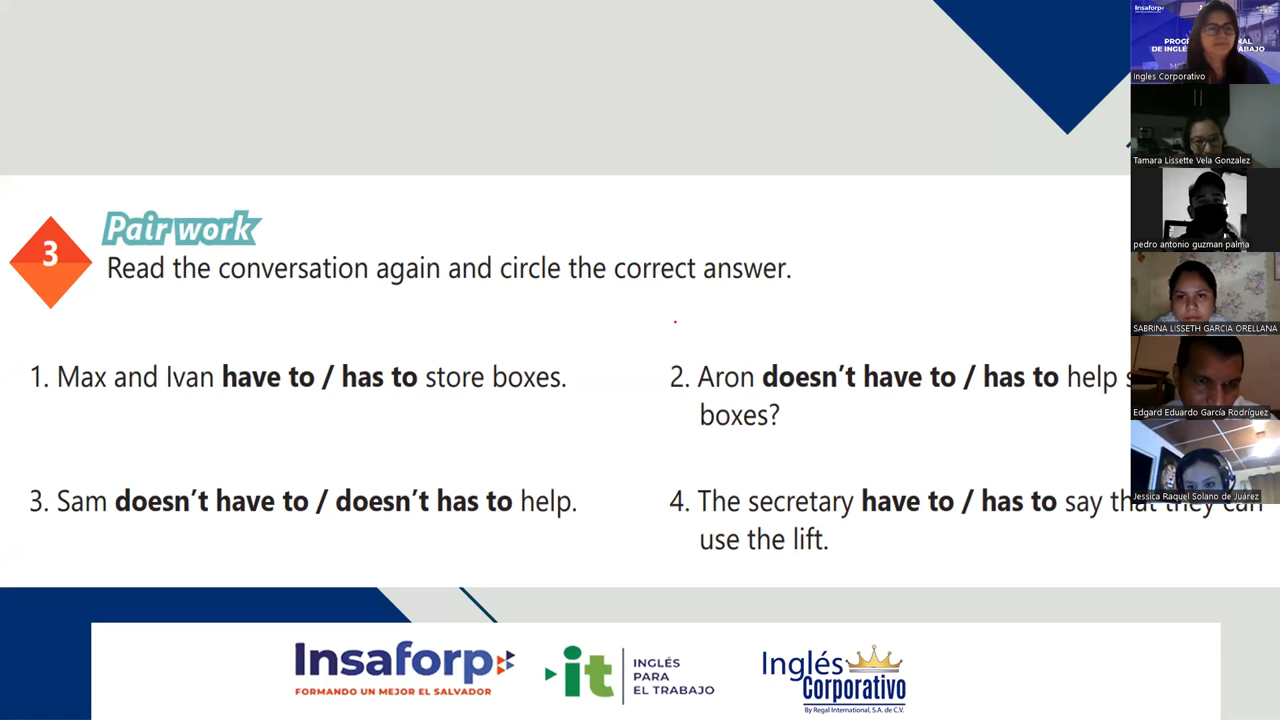 Pair work
3
Read the conversation again and circle the correct answer.
1. Max and Ivan have to / has to store boxes.
2. Aron doesn't have to / has to help
boxes?
3. Sam doesn't have to / doesn't has to help.
4. The secretary have to / has to say that they can
use the lift.
Insaforp
FORMANDO UN MEJOR EL SALVADOR
it
INGLÉS
PARA
EL TRABAJO
Inglés
Corporativo
By Regal International, S.A. de C.V.
Insaforp
Ingles Corporativo
Tamara Lissette Vela Gonzalez
pedro antonio guzman palma
SABRINA LISSETH GARCIA ORELLANA
Edgard Eduardo García Rodríguez
Jessica Raquel Solano de Juárez